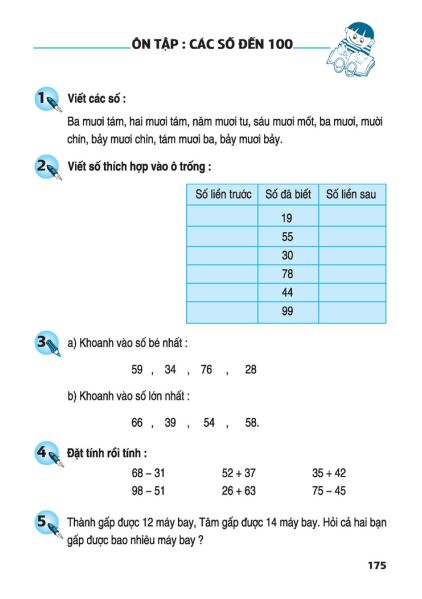 ÔN TẬP : CÁC SỐ ĐẾN 100
1 Viết các số :
Ba mươi tám, hai mươi tám, năm mươi tư, sáu mươi mốt, ba mươi, mười
chín, bảy mươi chín, tám mươi ba, bảy mươi bảy.
2 Viết số thích hợp vào ô trống :
Số liền trước Số đã biết Số liền sau
19
55
30
78
44
99
3 a) Khoanh vào số bé nhất :
59 , 34 , 76 , 28
b) Khoanh vào số lớn nhất :
66 , 39 , 54 , 58.
4 Đặt tính rồi tính :
68 – 31 52 + 37 35 + 42
98 – 51 26 + 63 75 – 45
5 Thành gấp được 12 máy bay, Tâm gấp được 14 máy bay. Hỏi cả hai bạn
gấp được bao nhiêu máy bay ?
175